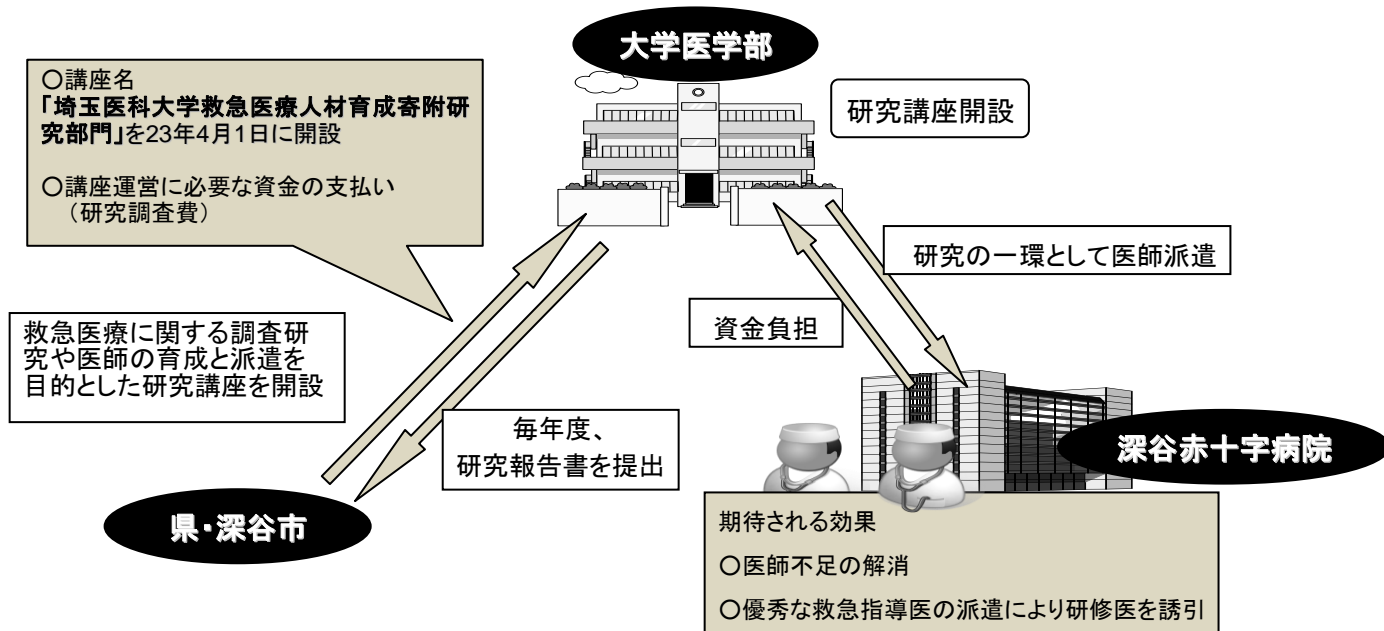 大学医学部
〇講座名
「埼玉医科大学救急医療人材育成寄附研
究部門」を23年4月1日に開設
〇講座運営に必要な資金の支払い
（研究調査費）
研究講座開設
研究の一環として医師派遣
資金負担
救急医療に関する調査研
究や医師の育成と派遣を
目的とした研究講座を開設
毎年度、
研究報告書を提出
県・深谷市
深谷赤十字病院
期待される効果
〇医師不足の解消
〇優秀な救急指導医の派遣により研修医を誘引